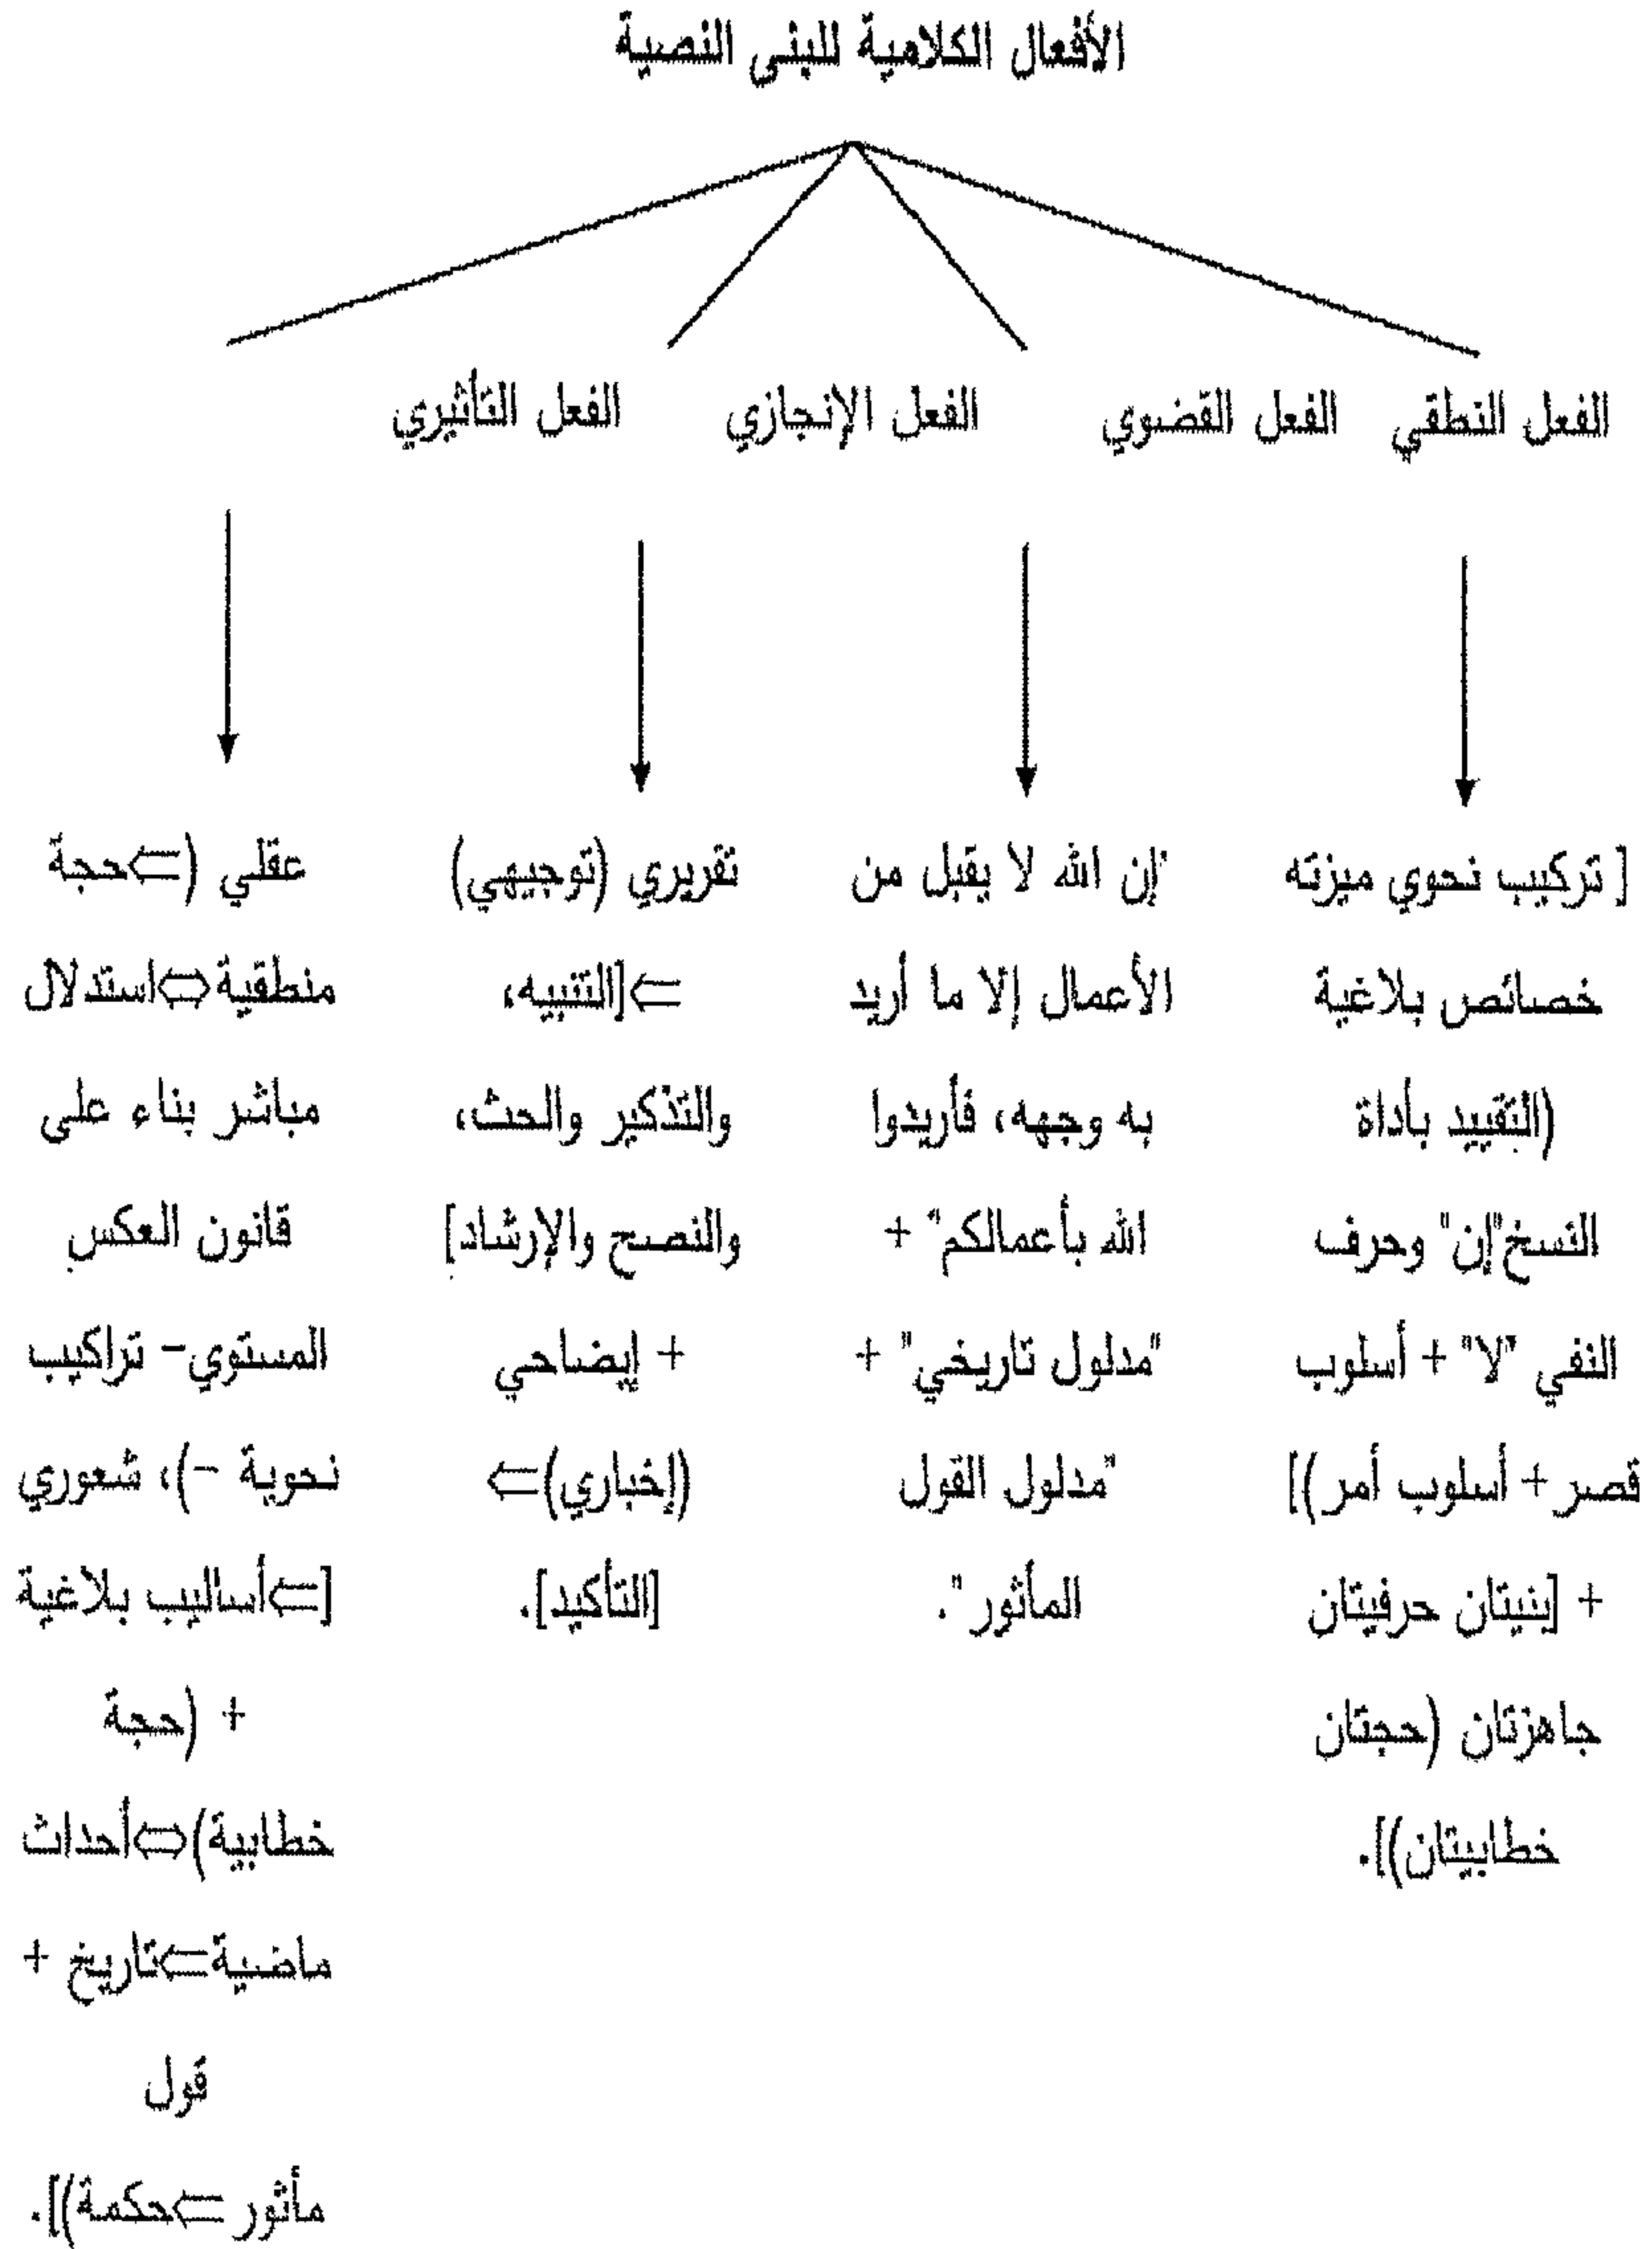 الأفعال الكلامية للبنى النصية
الفعل النطقي الفعل القضوي الفعل الإنجازي الفعل التأثيري
[تركيب نحوي ميزته
خصائص بلاغية
(التقييد بأداة
النسخ"إن" وحرف
النفي "لا" + أسلوب
قصر + أسلوب أمر)]
+ [بنيتان حرفيتان
جاهزتان (حجتان
خطابيتان)].
"إن الله لا يقبل من
الأعمال إلا ما أريد
به وجهه، فأريدوا
الله بأعمالكم" +
"مدلول تاريخي" +
"مدلول القول
المأثور".
تقريري (توجيهي)
⇐[التنبيه،
والتذكير والحث،
والنصح والإرشاد]
+ إيضاحي
(إخباري)⇐
[التأكيد].
عقلي (⇐حجة
منطقية⇔استدلال
مباشر بناء على
قانون العكس
المستوي- تراكيب
نحوية -)، شعوري
[⇐أساليب بلاغية
+ (حجة
خطابية)⇔أحداث
ماضية⇐تاريخ +
قول
مأثور⇐حكمة)].